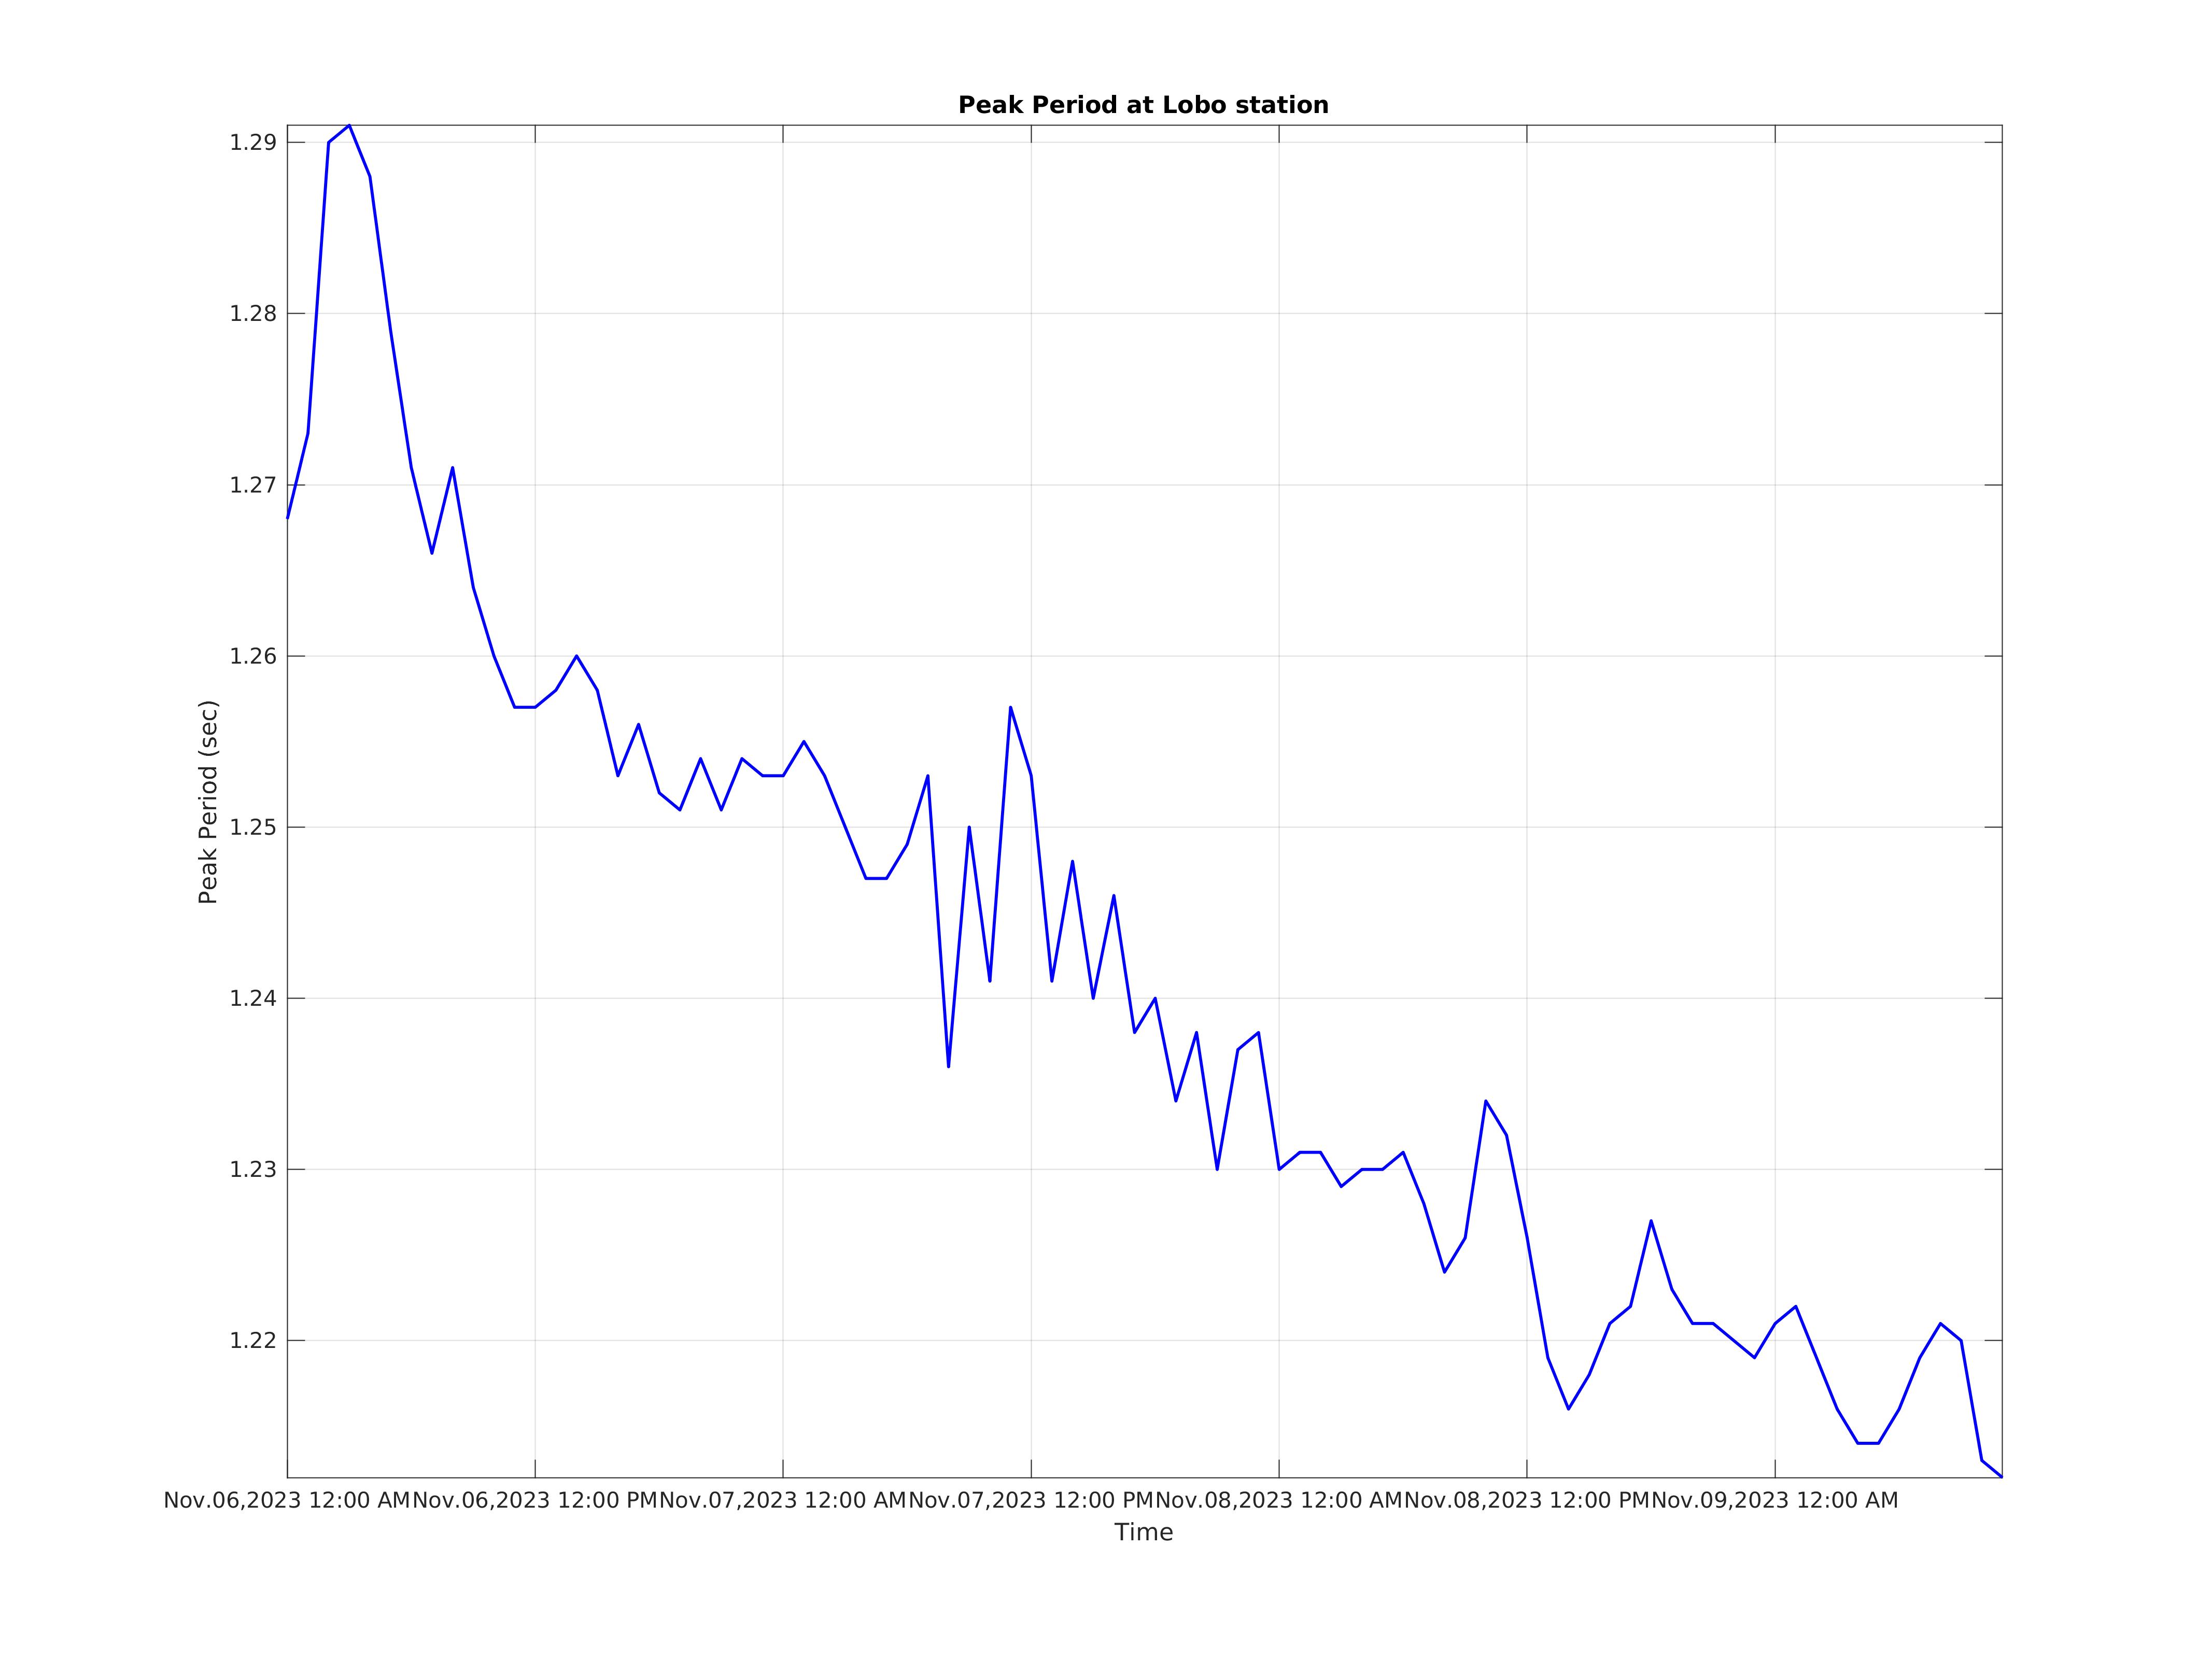 Peak Period at Lobo station
1.29
1.28
1.27
1.26
1.25
1.24
1.23
1.22
Peak Period (sec)
Nov.06,2023 12:00 AM Nov.06,2023 12:00 PM Nov.07,2023 12:00 AM Nov.07,2023 12:00 PM Nov.08,2023 12:00 AM Nov.08,2023 12:00 PM Nov.09,2023 12:00 AM
Time